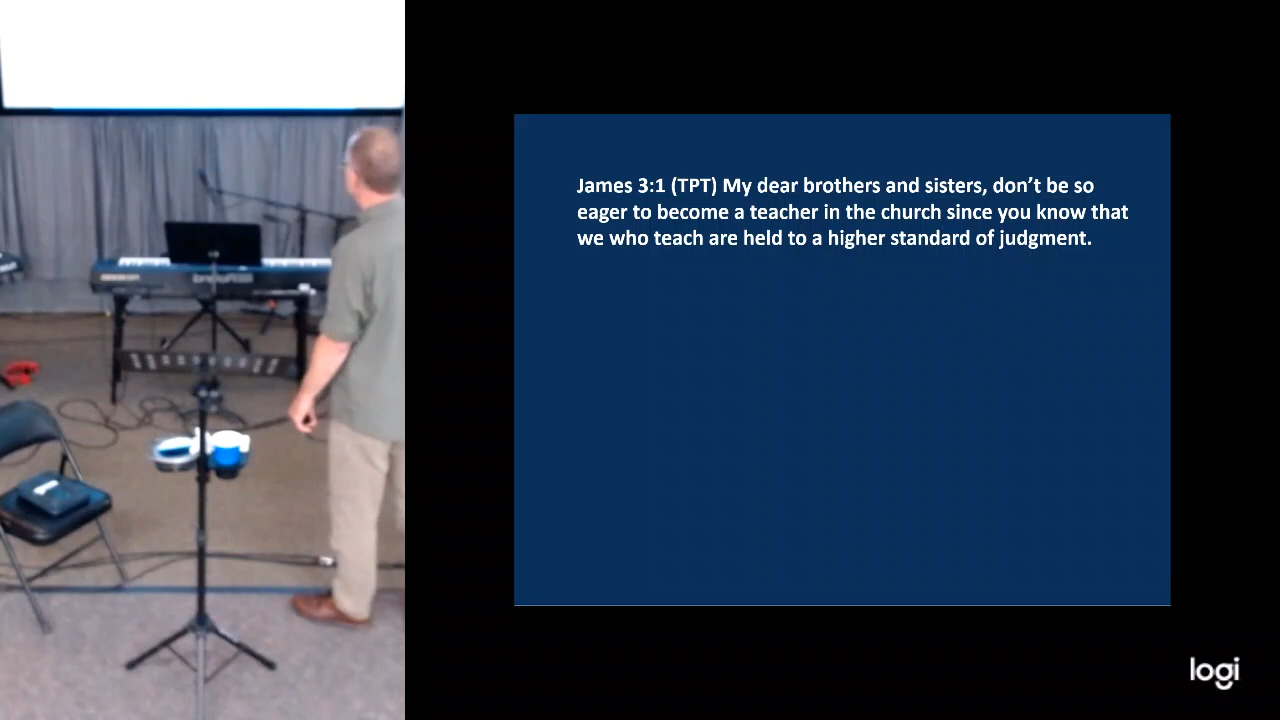 James 3:1 (TPT) My dear brothers and sisters, don’t be so
eager to become a teacher in the church since you know that
we who teach are held to a higher standard of judgment.
logi